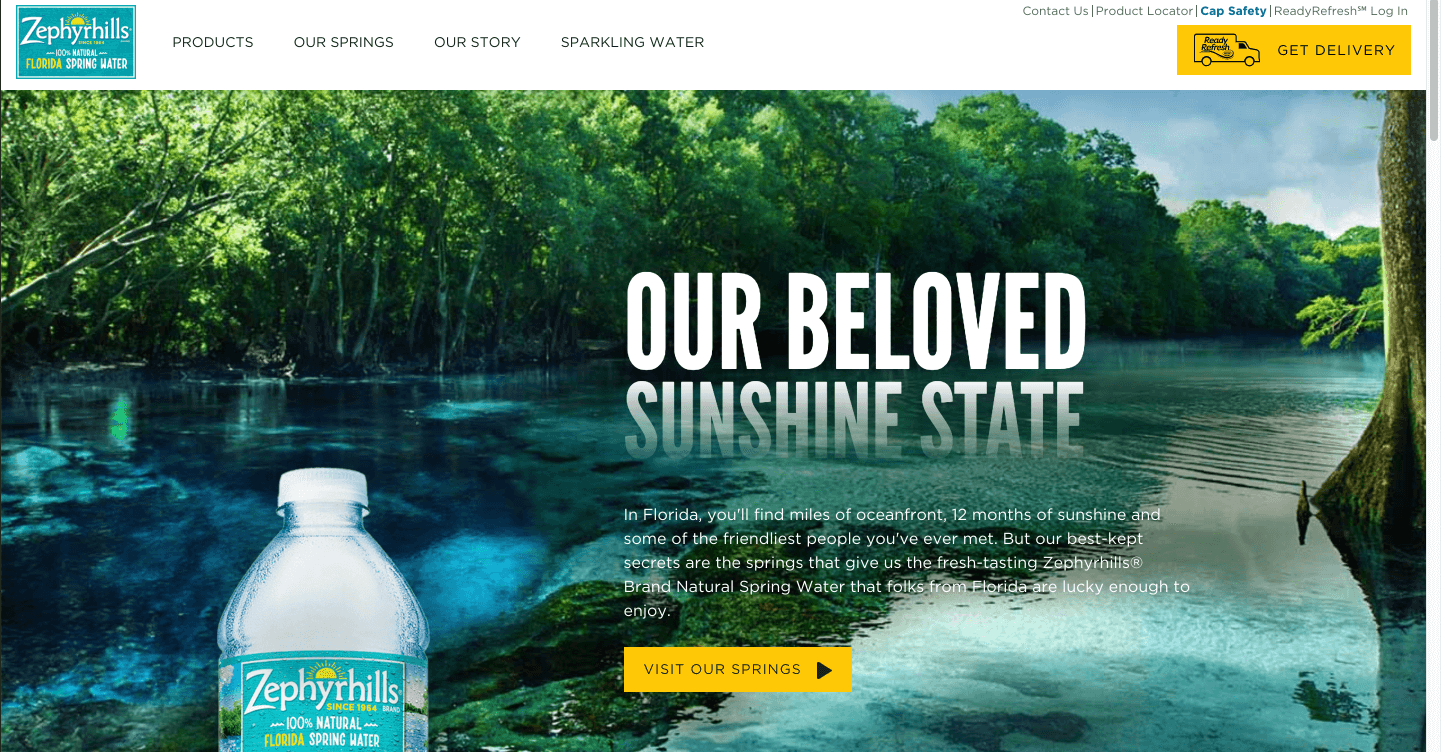 Contact Us | Product Locator | Cap Safety | ReadyRefresh℠ Log In
Zephyrhills
SINCE 1964
100% NATURAL
FLORIDA SPRING WATER
PRODUCTS OUR SPRINGS OUR STORY SPARKLING WATER
Ready
Refresh
GET DELIVERY
OUR BELOVED
SUNSHINE STATE
In Florida, you'll find miles of oceanfront, 12 months of sunshine and
some of the friendliest people you've ever met. But our best-kept
secrets are the springs that give us the fresh-tasting Zephyrhills®
Brand Natural Spring Water that folks from Florida are lucky enough to
enjoy.
VISIT OUR SPRINGS
Zephyrhills
SINCE 1964 BRAND
100% NATURAL
FLORIDA SPRING WATER